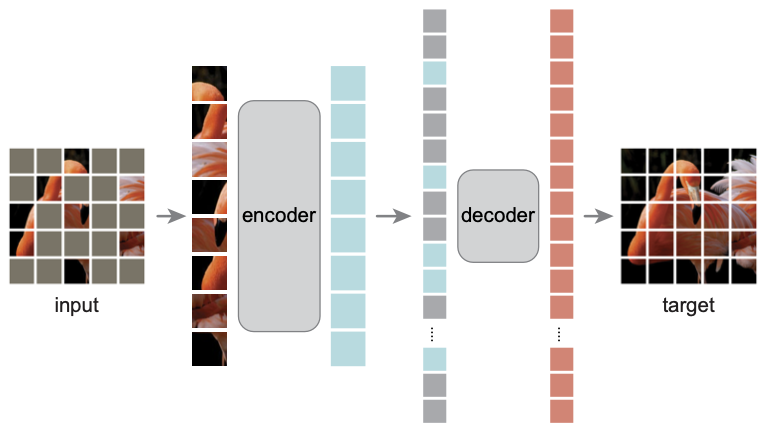 input
encoder
decoder
target